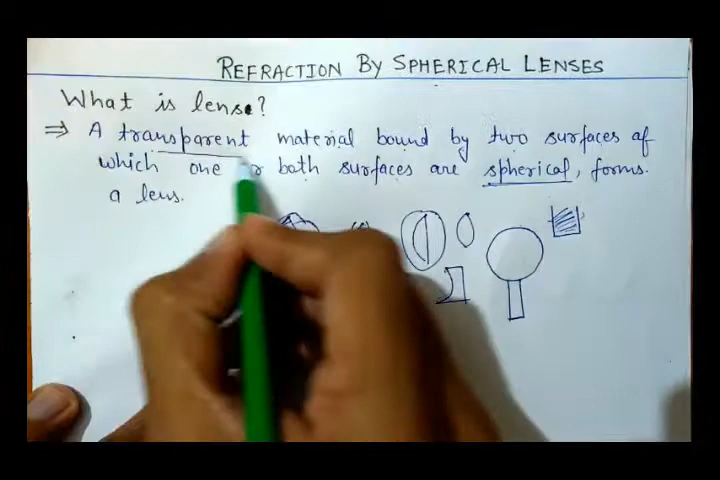 REFRACTION BY SPHERICAL LENSES
What is lens?
⇒ A transparent material bound by two surfaces of
which one or both surfaces are spherical, forms
a lens.